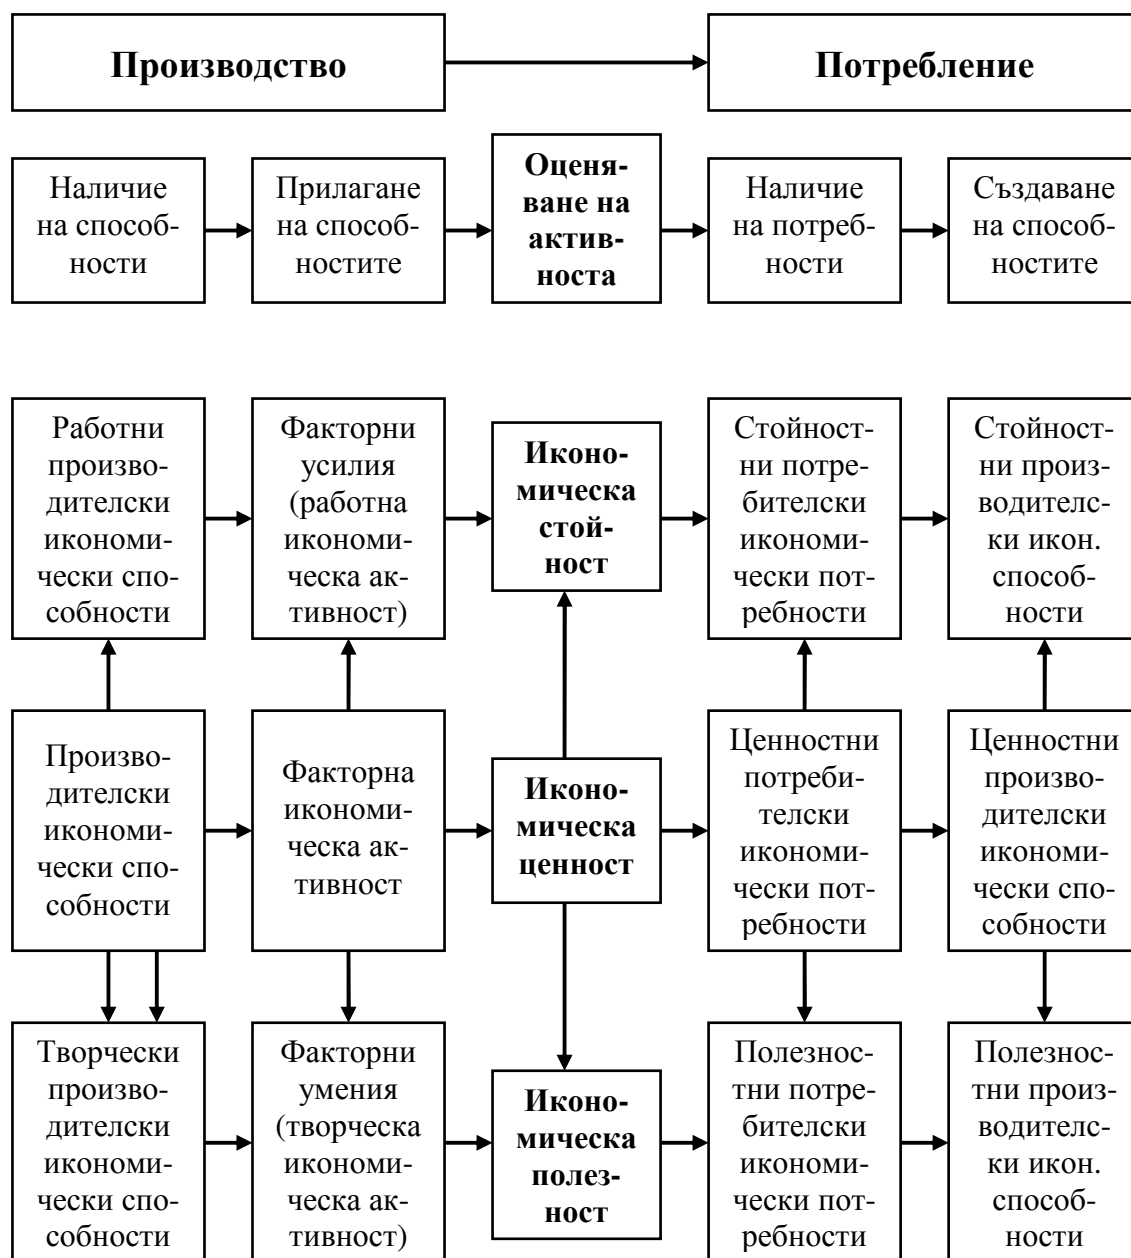 Производство
Потребление
Наличие
на способ-
ности
Прилагане
на способ-
ностите
Оценя-
ване на
актив-
носта
Наличие
на потреб-
ности
Създаване
на способ-
ностите
Работни
произво-
дителски
икономи-
чески спо-
собности
Факторни
усилия
(работна
икономи-
ческа ак-
тивност)
Иконо-
мическа
стой-
ност
Стойност-
ни потре-
бителски
икономи-
чески пот-
ребности
Стойност-
ни произ-
водителс-
ки икон.
способ-
ности
Произво-
дителски
икономи-
чески спо-
собности
Факторна
икономи-
ческа ак-
тивност
Иконо-
мическа
ценност
Ценностни
потреби-
телски
икономи-
чески пот-
ребности
Ценностни
произво-
дителски
икономи-
чески спо-
собности
Творчески
произво-
дителски
икономи-
чески спо-
собности
Факторни
умения
(творческа
икономи-
ческа ак-
тивност)
Иконо-
мическа
полез-
ност
Полезнос-
тни потре-
бителски
икономи-
чески пот-
ребности
Полезнос-
тни произ-
водителс-
ки икон.
способ-
ности